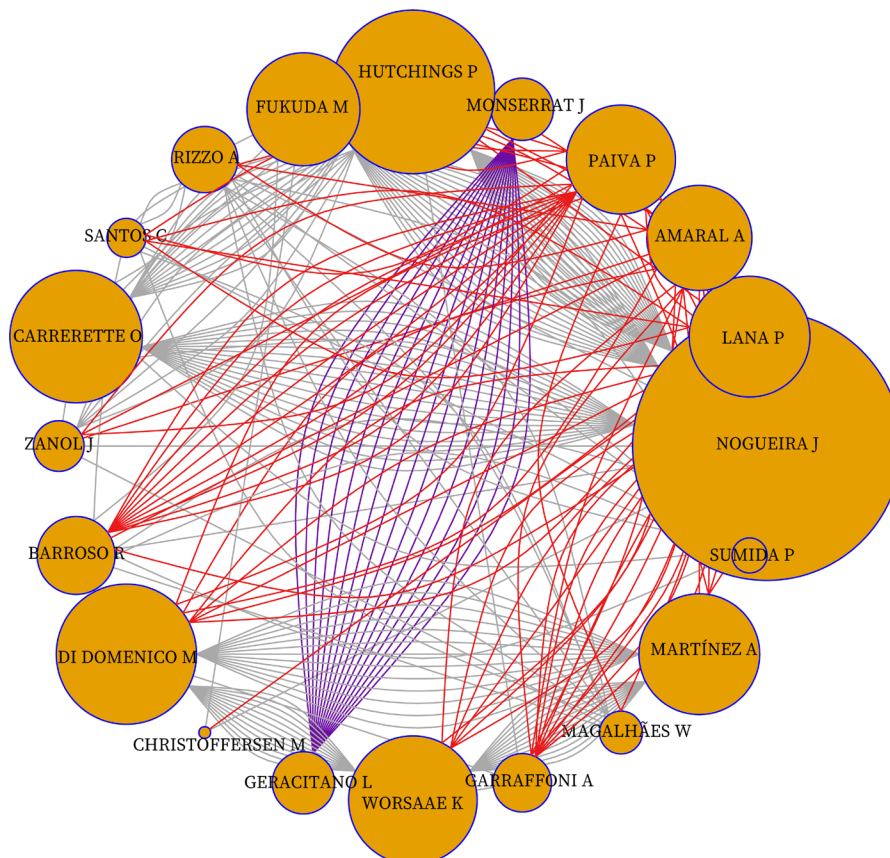 HUTCHINGS P
MONSERRAT J
FUKUDA M
RIZZO A
PAIVA P
SANTOS C
AMARAL A
CARRERETTE O
LANA P
ZANOL J
NOGUEIRA J
BARROSO R
SUMIDA P
DI DOMENICO M
MARTÍNEZ A
CHRISTOFFERSEN M
MAGALHÃES W
GERACITANO L
GARRAFFONI A
WORSAAE K